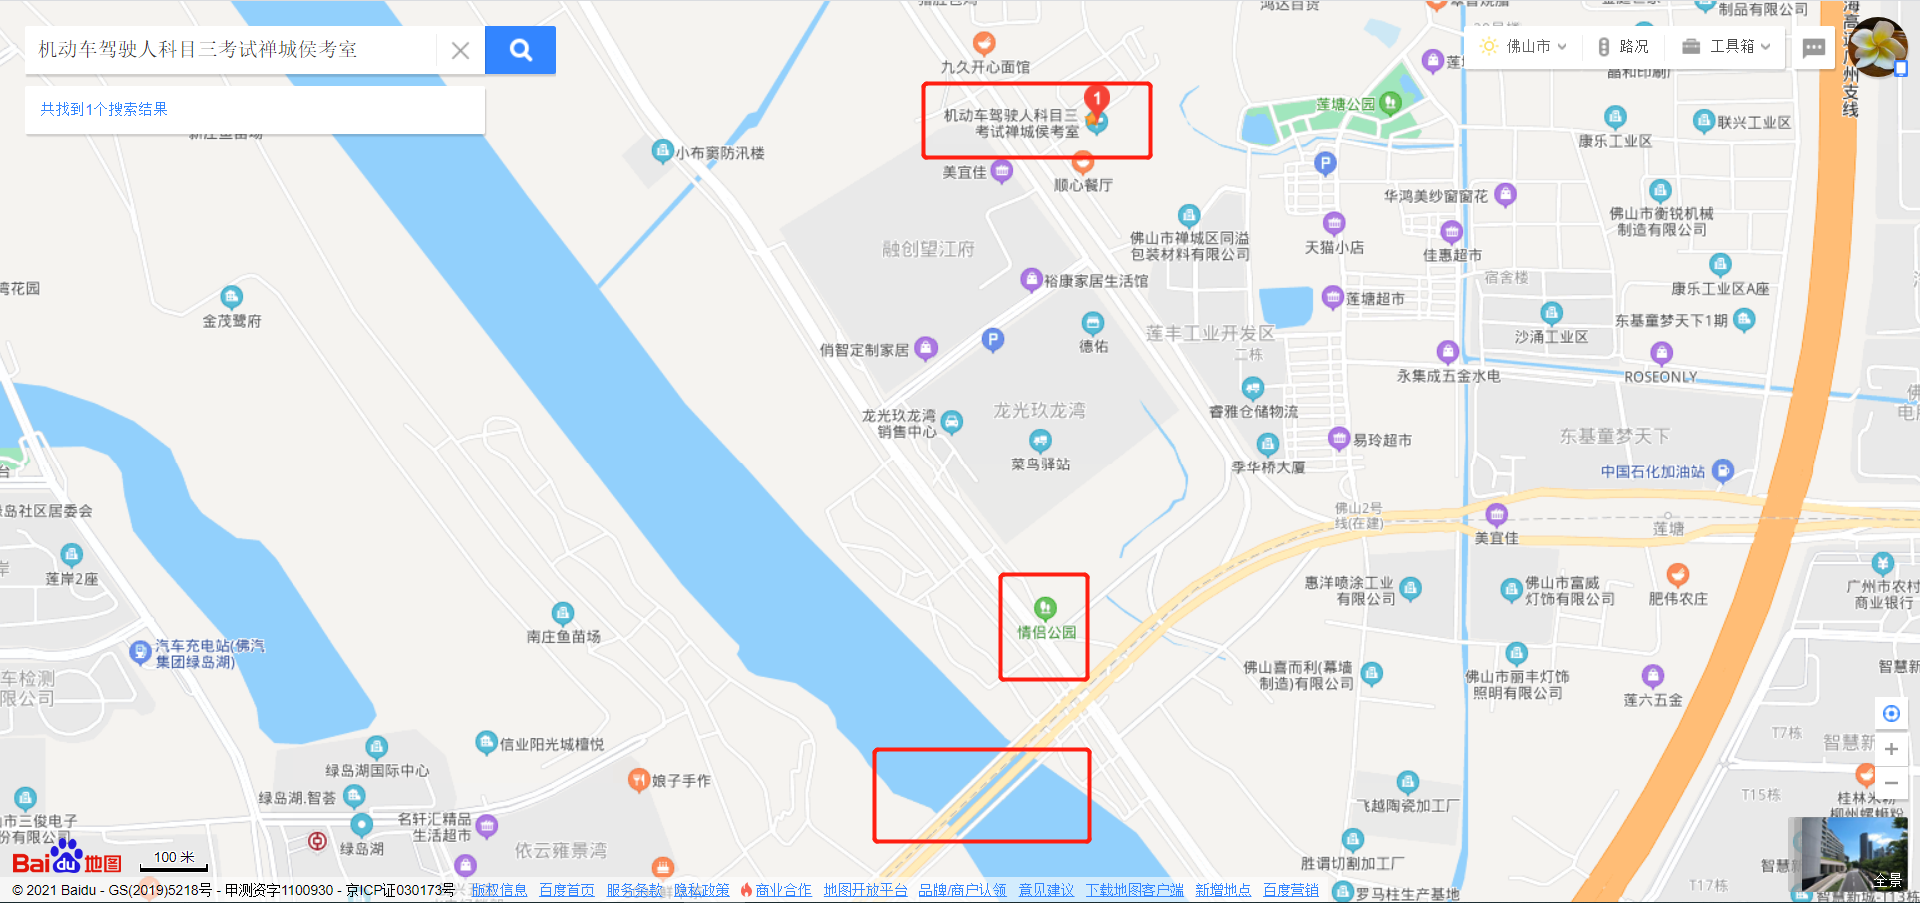 机动车驾驶人科目三考试禅城侯考室
共找到1个搜索结果
佛山市
路况
工具箱
制品有限公司
九久开心面馆
机动车驾驶人科目三
考试禅城侯考室
1
美宜佳
顺心餐厅
小布窦防汛楼
莲塘公园
P
康乐工业区
联兴工业区
华鸿美纱窗窗花
佛山市衡锐机械
制造有限公司
天猫小店
佳惠超市
佛山市禅城区同溢
包装材料有限公司
融创望江府
裕康家居生活馆
宿舍楼
康乐工业区A座
湾花园
金茂鹭府
莲塘超市
沙涌工业区
东基童梦天下1期
莲丰工业开发区
二栋
俏智定制家居
P
德佑
永集成五金水电
ROSEONLY
龙光玖龙湾
销售中心
龙光玖龙湾
睿雅仓储物流
菜鸟驿站
易玲超市
季华桥大厦
东基童梦天下
中国石化加油站
佛山2号
线(在建)
美宜佳
莲塘
绿岛社区居委会
莲岸2座
惠洋喷涂工业
有限公司
佛山市富威
灯饰有限公司
肥伟农庄
广州市农村
商业银行
情侣公园
南庄鱼苗场
汽车充电站(佛汽
集团绿岛湖)
车检测
限公司
佛山喜而利(幕墙
制造)有限公司
佛山市丽丰灯饰
照明有限公司
莲六五金
智慧新
T7栋
智慧新
信业阳光城檀悦
绿岛湖国际中心
绿岛湖.智荟
娘子手作
飞越陶瓷加工厂
T15栋
桂林米粉
柳州螺蛳粉
市三俊电子
份有限公司
名轩汇精品
生活超市
绿岛湖
依云雍景湾
胜谓切割加工厂
智慧
T17栋
全景
罗马柱生产基地
智慧新城-T13栋
Bai du 地图
100 米
© 2021 Baidu - GS(2019)5218号 - 甲测资字1100930 - 京ICP证030173号
版权信息
百度首页
服务条款
隐私政策
商业合作
地图开放平台
品牌/商户认领
意见建议
下载地图客户端
新增地点
百度营销